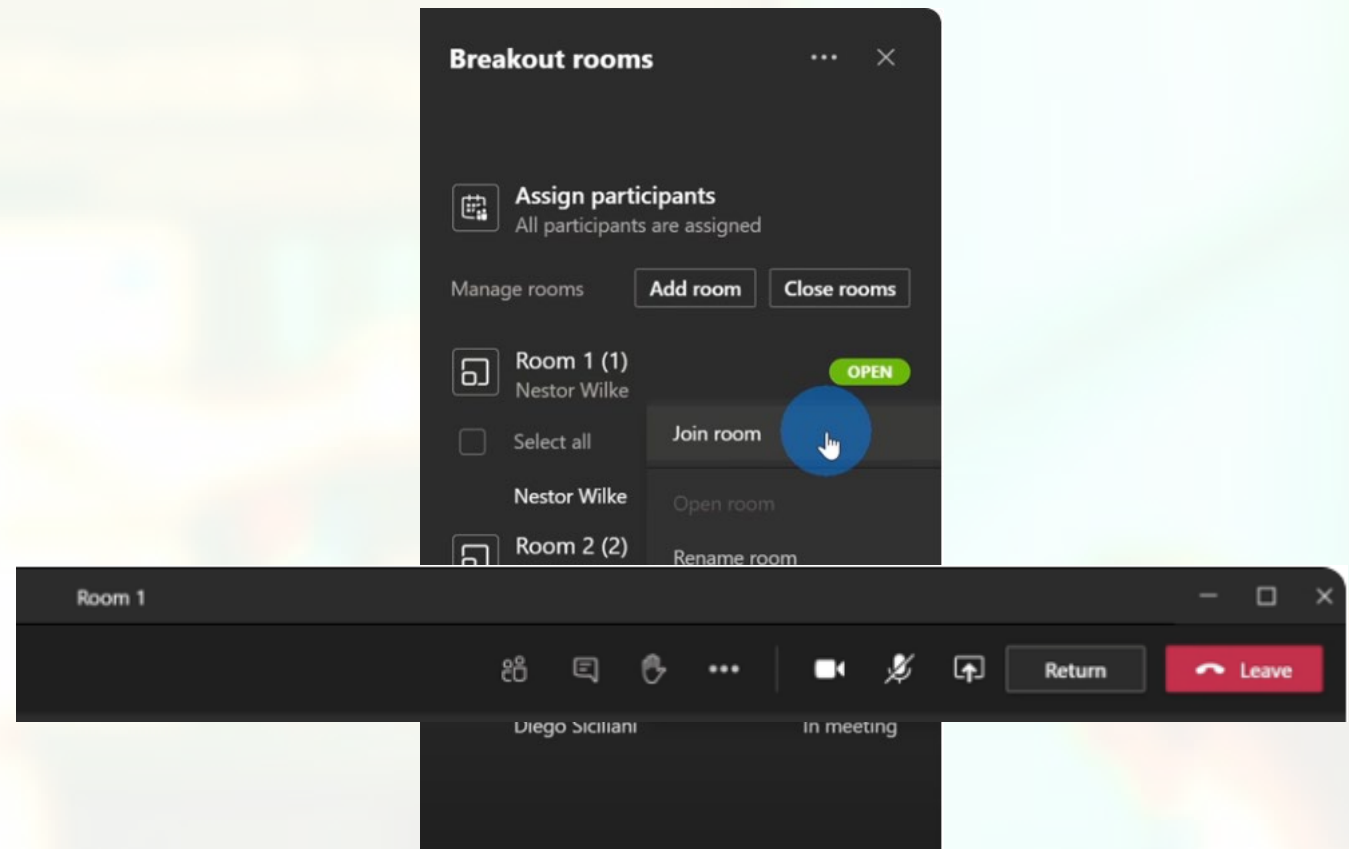 Breakout rooms
Assign participants
All participants are assigned
Manage rooms Add room Close rooms
Room 1 (1)
OPEN
Nestor Wilke
Select all
Join room
Nestor Wilke
Open room
Room 2 (2)
Rename room
Room 1
Return Leave
Diego Siciliani In meeting